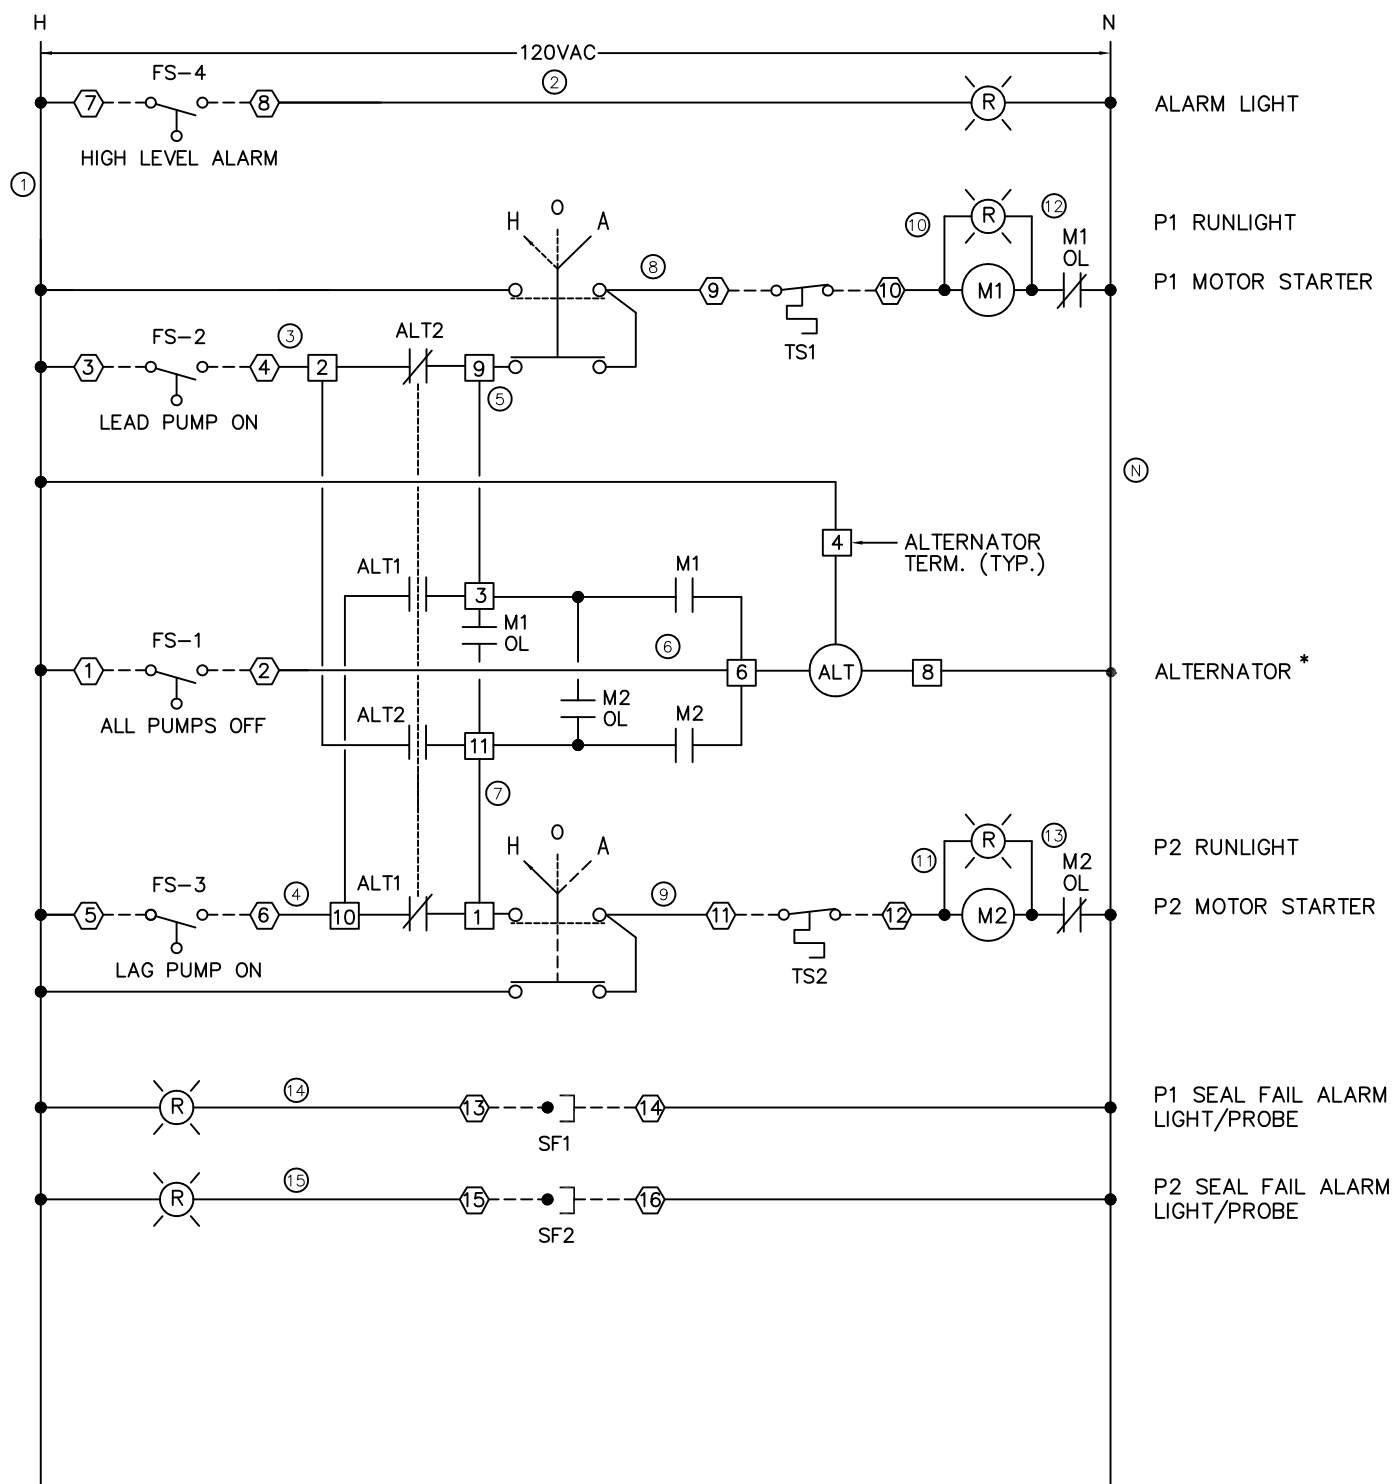 H N
120VAC
FS-4 2
7 8 R ALARM LIGHT
HIGH LEVEL ALARM
1
O
H A
8
10 R 12 P1 RUNLIGHT
M1
OL
9 10 M1 P1 MOTOR STARTER
TS1
FS-2 3 ALT2
3 4 2 9
5
LEAD PUMP ON
N
4 ALTERNATOR
TERM. (TYP.)
ALT1 M1
3
M1
OL
FS-1 6
1 2 6 ALT 8 ALTERNATOR *
ALL PUMPS OFF
M2
OL
ALT2 M2
11
7
O
H A
11 R 13 P2 RUNLIGHT
M2
OL
FS-3 4 ALT1 9
5 6 10 1 11 12 M2 P2 MOTOR STARTER
TS2
LAG PUMP ON
14
R 13 14 P1 SEAL FAIL ALARM
LIGHT/PROBE
SF1
15
R 15 16 P2 SEAL FAIL ALARM
LIGHT/PROBE
SF2